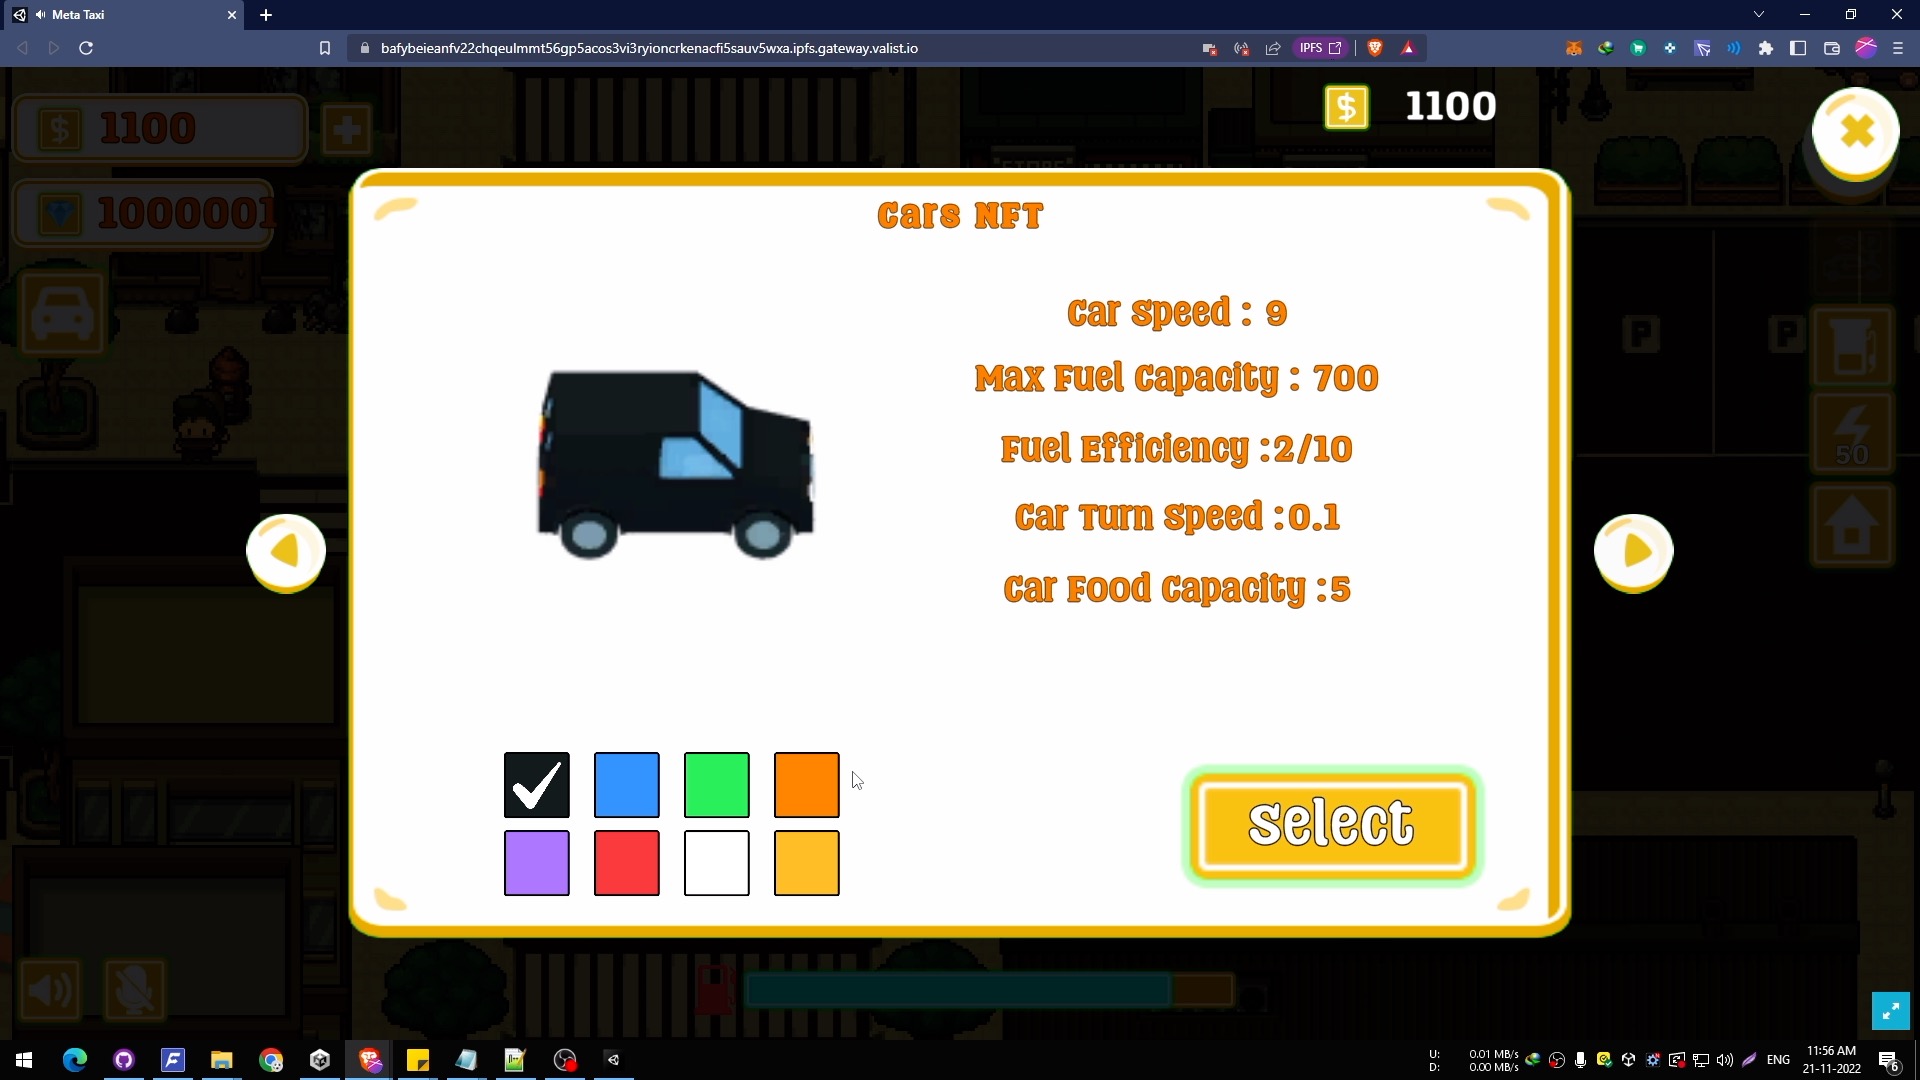 Meta Taxi
bafybeieanfv22chqeulmmt56gp5acos3vi3ryioncrkenacfi5sauv5wxa.ipfs.gateway.valist.io
IPFS
$ 1100
$ 1100
1000001
STORE
Cars NFT
Car Speed : 9
Max Fuel Capacity : 700
Fuel Efficiency :2/10
Car Turn Speed :0.1
Car Food Capacity :5
P
P
50
Select
U: 0.01 MB/s
D: 0.00 MB/s
ENG
11:56 AM
21-11-2022
6